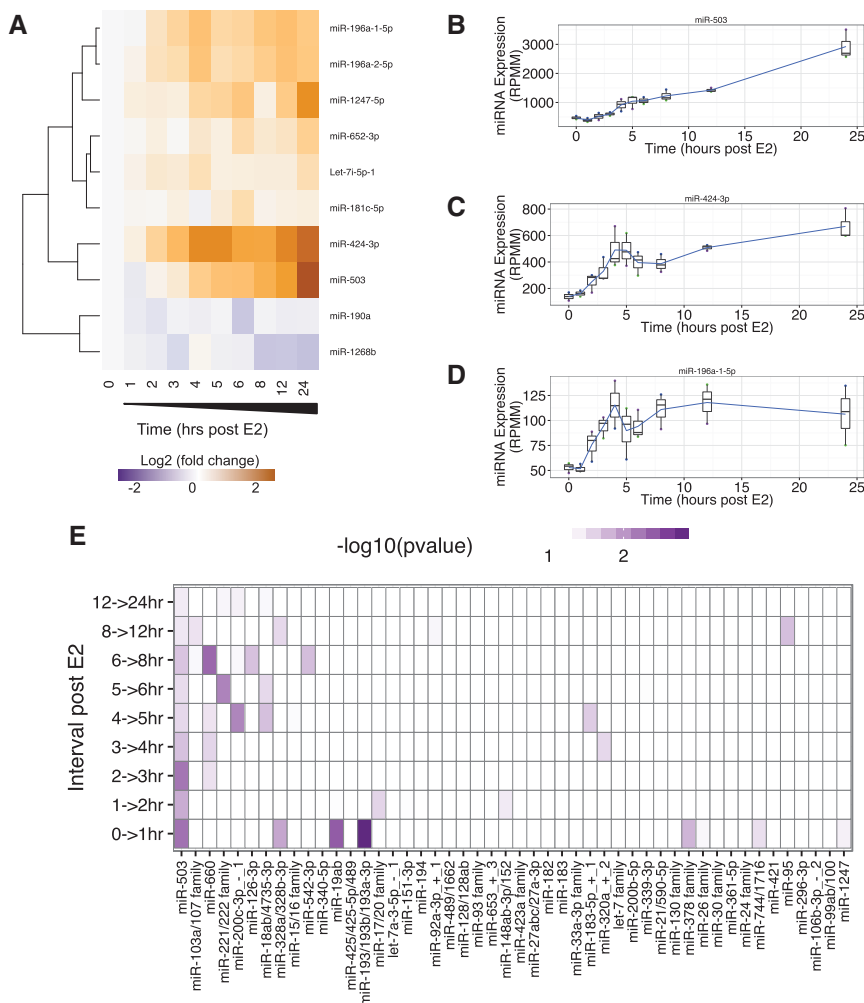 A
miR-196a-1-5p
miR-196a-2-5p
miR-1247-5p
miR-652-3p
Let-7i-5p-1
miR-181c-5p
miR-424-3p
miR-503
miR-190a
miR-1268b
0 1 2 3 4 5 6 8 12 24
Time (hrs post E2)
Log2 (fold change)
-2 0 2
B
miR-503
miRNA Expression
(RPMM)
3000
2000
1000
0 5 10 15 20 25
Time (hours post E2)
C
miR-424-3p
miRNA Expression
(RPMM)
800
600
400
200
0 5 10 15 20 25
Time (hours post E2)
D
miR-196a-1-5p
miRNA Expression
(RPMM)
125
100
75
50
0 5 10 15 20 25
Time (hours post E2)
E
-log10(pvalue)
1 2
Interval post E2
12->24hr
8->12hr
6->8hr
5->6hr
4->5hr
3->4hr
2->3hr
1->2hr
0->1hr
miR-503
miR-103a/107 family
miR-660
miR-221/222 family
miR-200c-3p_-_1
miR-126-3p
miR-188b/4735-3p
miR-328a/328b-3p
miR-15/16 family
miR-542-3p
miR-340-5p
miR-19ab
miR-425/425-5p/489
miR-193/193b/193a-3p
miR-17/20 family
let-7a-3-5p_-_1
miR-151-3p
miR-194
miR-92a-3p_+_1
miR-489/1662
miR-128/128ab
miR-93 family
miR-653_+_3
miR-148ab-3p/152
miR-423a family
miR-27abc/27a-3p
miR-182
miR-183
miR-33a-3p family
miR-183-5p_+_1
miR-320a_+_2
let-7 family
miR-200b-5p
miR-339-3p
miR-21/590-5p
miR-130 family
miR-378 family
miR-26 family
miR-30 family
miR-361-5p
miR-24 family
miR-744/1716
miR-421
miR-95
miR-296-3p
miR-106b-3p_-_2
miR-99ab/100
miR-1247